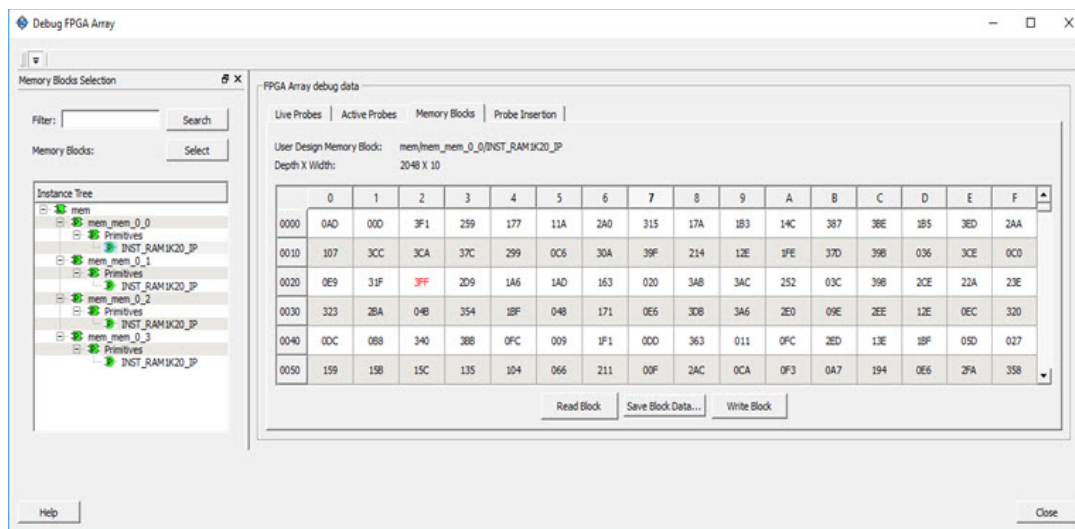 Debug FPGA Array
Memory Blocks Selection
Filter:
Search
Memory Blocks:
Select
Instance Tree
mem
mem_mem_0_0
Primitives
INST_RAM1K20_IP
mem_mem_0_1
Primitives
INST_RAM1K20_IP
mem_mem_0_2
Primitives
INST_RAM1K20_IP
mem_mem_0_3
Primitives
INST_RAM1K20_IP
FPGA Array debug data
Live Probes Active Probes Memory Blocks Probe Insertion
User Design Memory Block: mem/mem_mem_0_0/INST_RAM1K20_IP
Depth X Width: 2048 X 10
0 1 2 3 4 5 6 7 8 9 A B C D E F
0000 0AD 00D 3F1 259 177 11A 2A0 315 17A 1B3 14C 387 3BE 1B5 3ED 2AA
0010 107 3CC 3CA 37C 299 0C6 30A 39F 214 12E 1FE 37D 398 036 3CE 0C0
0020 0E9 31F 3FF 2D9 1A6 1AD 163 020 3AB 3AC 252 03C 398 2CE 22A 23E
0030 323 2BA 04B 354 1BF 048 171 0E6 3DB 3A6 2E0 09E 2EE 12E 0EC 320
0040 0DC 0B8 340 3BB 0FC 009 1F1 0DD 363 011 0FC 2ED 13E 1BF 05D 027
0050 159 15B 15C 135 104 066 211 00F 2AC 0CA 0F3 0A7 194 0E6 2FA 358
Read Block Save Block Data... Write Block
Help Close